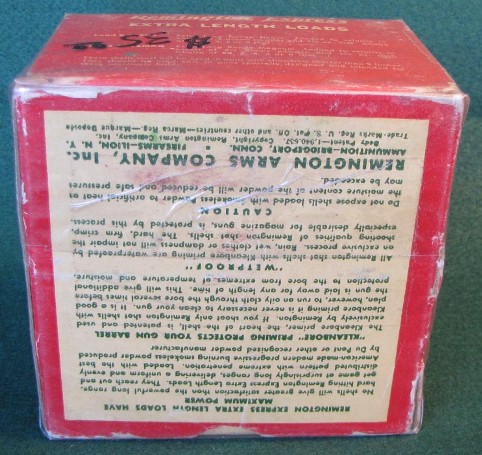 Remington Express
EXTRA LENGTH LOADS
# 35.00
REMINGTON EXPRESS EXTRA LENGTH LOADS HAVE
MAXIMUM POWER
No shells will give greater satisfaction than the powerful long range,
hard hitting Remington Express Extra Length Loads. They reach out and
get game at surprisingly long ranges, delivering a uniform and evenly
distributed pattern with extreme penetration. Loaded with the best
American-made modern progressive burning smokeless powder produced
by Du Pont or other recognized powder manufacturers.
"KLEANBORE" PRIMING PROTECTS YOUR GUN BARREL
The Kleanbore primer, the heart of the shell, is patented and used
exclusively by Remington. If you shoot only Remington shells with
Kleanbore priming it is never necessary to clean your gun. It is a good
plan, however, to run an oily cloth through the bore several times before
the gun is laid away for any length of time. This will give additional
protection to the bore from extremes of temperature and moisture.
"WETPROOF"
All Remington shot shells with Kleanbore priming are waterproofed by
an exclusive process. Rain, wet clothes or dampness will not impair the
shooting qualities of Remington shot shells. The hard, firm crimp,
especially desirable for magazine guns, is protected by this process.
CAUTION
Do not expose shells loaded with smokeless powder to artificial heat as
the moisture content of the powder will be reduced and safe pressures
may be exceeded.
REMINGTON ARMS COMPANY, Inc.
AMMUNITION—BRIDGEPORT, CONN. • FIREARMS—ILION, N. Y.
Body Patent—1,940,637. Copyright, Remington Arms Company, Inc.
Trade-Marks Reg. U. S. Pat. Off. and other countries—Marca Reg.—Marque Deposée